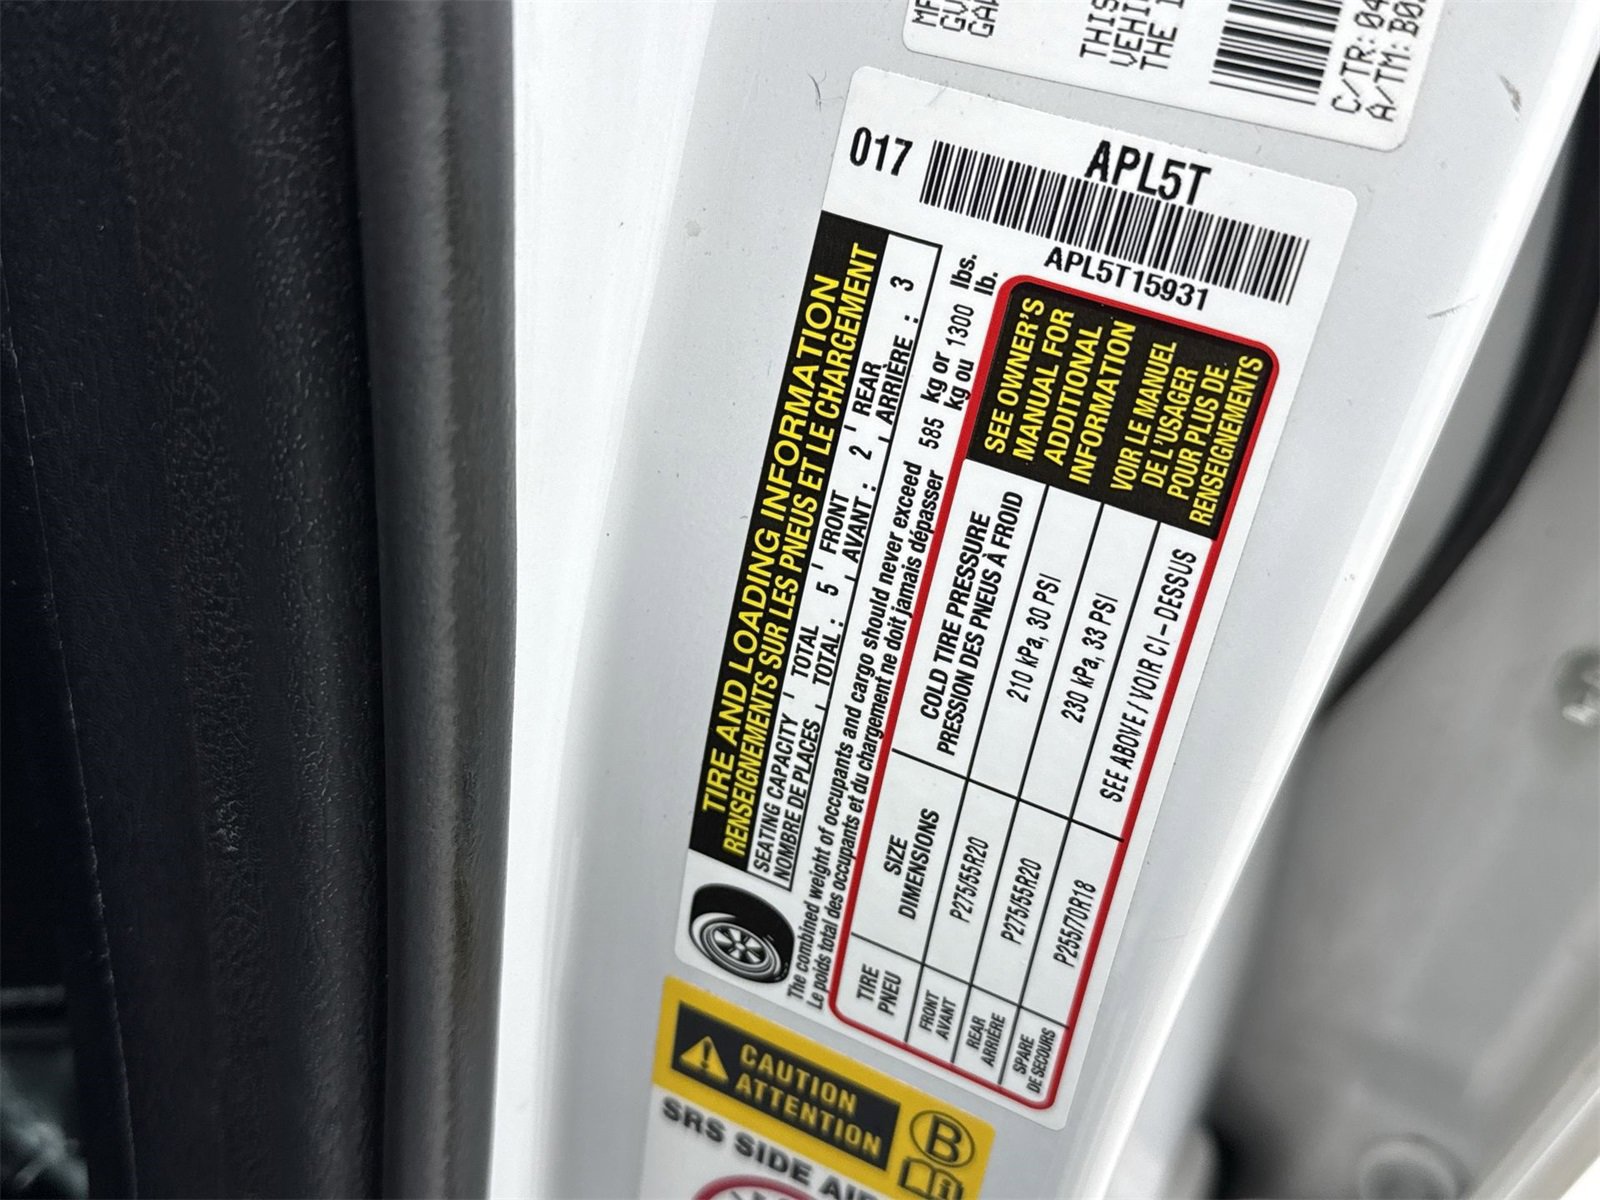 MF
GV
GAV
THIS
VEHI
THE
C/TR: 04
A/TM: B0
017
APL5T
APL5T15931
TIRE AND LOADING INFORMATION
RENSEIGNEMENTS SUR LES PNEUS ET LE CHARGEMENT
SEATING CAPACITY TOTAL 5 FRONT 2 REAR 3
NOMBRE DE PLACES TOTAL : AVANT : ARRIÈRE :
The combined weight of occupants and cargo should never exceed 585 kg or 1300 lbs.
Le poids total des occupants et du chargement ne doit jamais dépasser kg ou lb.
TIRE SIZE COLD TIRE PRESSURE
PNEU DIMENSIONS PRESSION DES PNEUS À FROID
FRONT
AVANT P275/55R20 210 kPa, 30 PSI
REAR
ARRIÈRE P275/55R20 230 kPa, 33 PSI
SPARE
DE SECOURS P255/70R18 SEE ABOVE / VOIR CI-DESSUS
SEE OWNER'S
MANUAL FOR
ADDITIONAL
INFORMATION
VOIR LE MANUEL
DE L'USAGER
POUR PLUS DE
RENSEIGNEMENTS
CAUTION
ATTENTION
B
i
SRS SIDE AIR